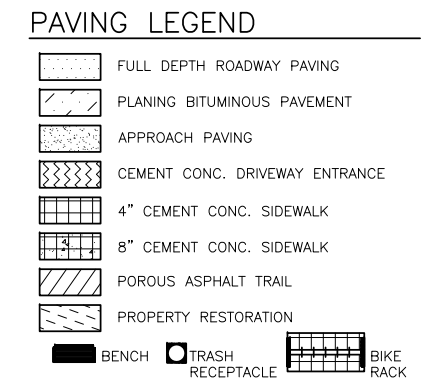 PAVING LEGEND
FULL DEPTH ROADWAY PAVING
PLANING BITUMINOUS PAVEMENT
APPROACH PAVING
CEMENT CONC. DRIVEWAY ENTRANCE
4" CEMENT CONC. SIDEWALK
8" CEMENT CONC. SIDEWALK
POROUS ASPHALT TRAIL
PROPERTY RESTORATION
BENCH
TRASH
RECEPTACLE
BIKE
RACK